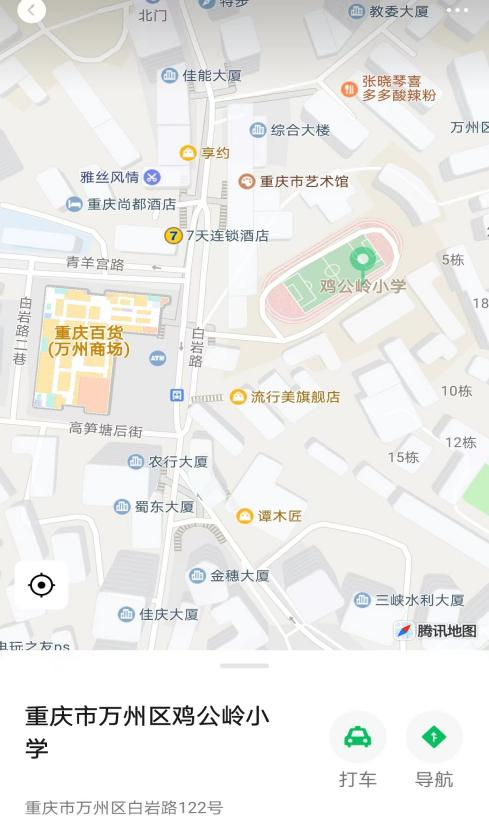 特步
北门
教委大厦
佳能大厦
张晓琴喜
多多酸辣粉
综合大楼
万州区
享约
雅丝风情
重庆市艺术馆
重庆尚都酒店
7
7天连锁酒店
青羊宫路
5栋
鸡公岭小学
18
白岩路二巷
重庆百货
(万州商场)
白岩路
ATM
10栋
流行美旗舰店
高笋塘后街
12栋
15栋
农行大厦
蜀东大厦
谭木匠
金穗大厦
三峡水利大厦
佳庆大厦
腾讯地图
电玩之友ps
重庆市万州区鸡公岭小
学
打车
导航
重庆市万州区白岩路122号